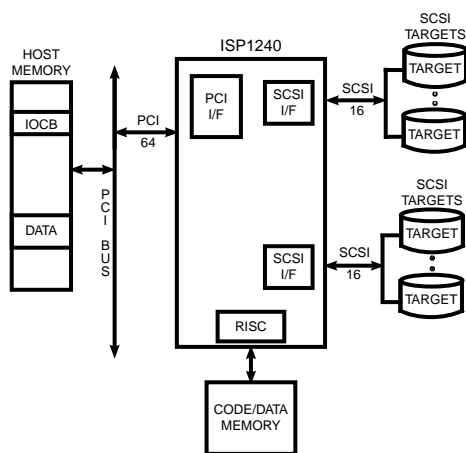 HOST
MEMORY
IOCB
DATA
PCI BUS
PCI
64
ISP1240
PCI
I/F
SCSI
I/F
SCSI
I/F
RISC
CODE/DATA
MEMORY
SCSI
16
SCSI
TARGETS
TARGET
TARGET
SCSI
16
SCSI
TARGETS
TARGET
TARGET